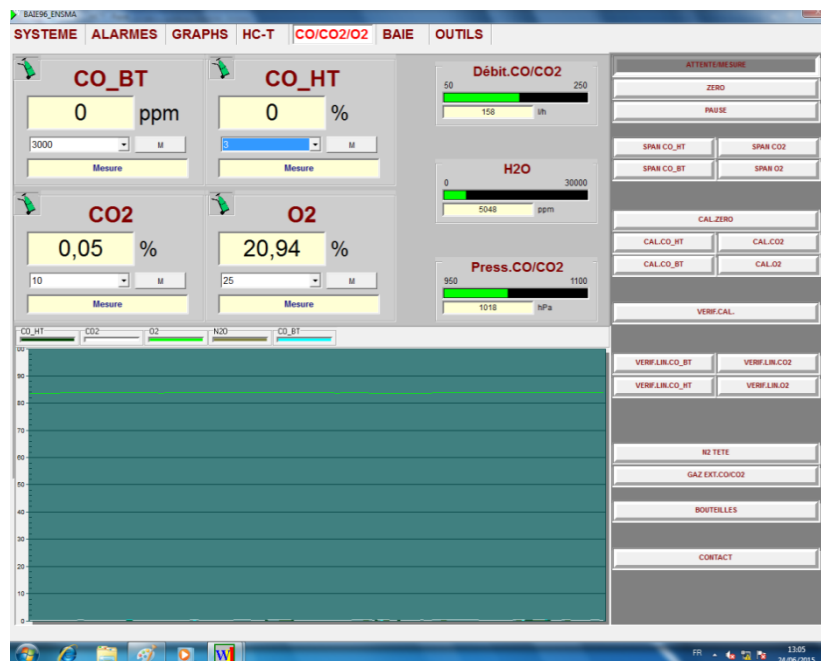 BAIE96_ENSMA
SYSTEME ALARMES GRAPHS HC-T CO/CO2/O2 BAIE OUTILS
CO_BT
0 ppm
3000 M
Mesure
CO_HT
0 %
3 M
Mesure
CO2
0,05 %
10 M
Mesure
O2
20,94 %
25 M
Mesure
Débit.CO/CO2
50 250
158 l/h
H2O
0 30000
5048 ppm
Press.CO/CO2
950 1100
1018 hPa
ATTENTE/MESURE
ZERO
PAUSE
SPAN CO_HT SPAN CO2
SPAN CO_BT SPAN O2
CAL.ZERO
CAL.CO_HT CAL.CO2
CAL.CO_BT CAL.O2
VERIF.CAL.
VERIF.LIN.CO_BT VERIF.LIN.CO2
VERIF.LIN.CO_HT VERIF.LIN.O2
N2 TETE
GAZ EXT.CO/CO2
BOUTEILLES
CONTACT
CO_HT CO2 O2 N2O CO_BT
90
80
70
60
50
40
30
20
10
0
FR 13:05
24/06/2015